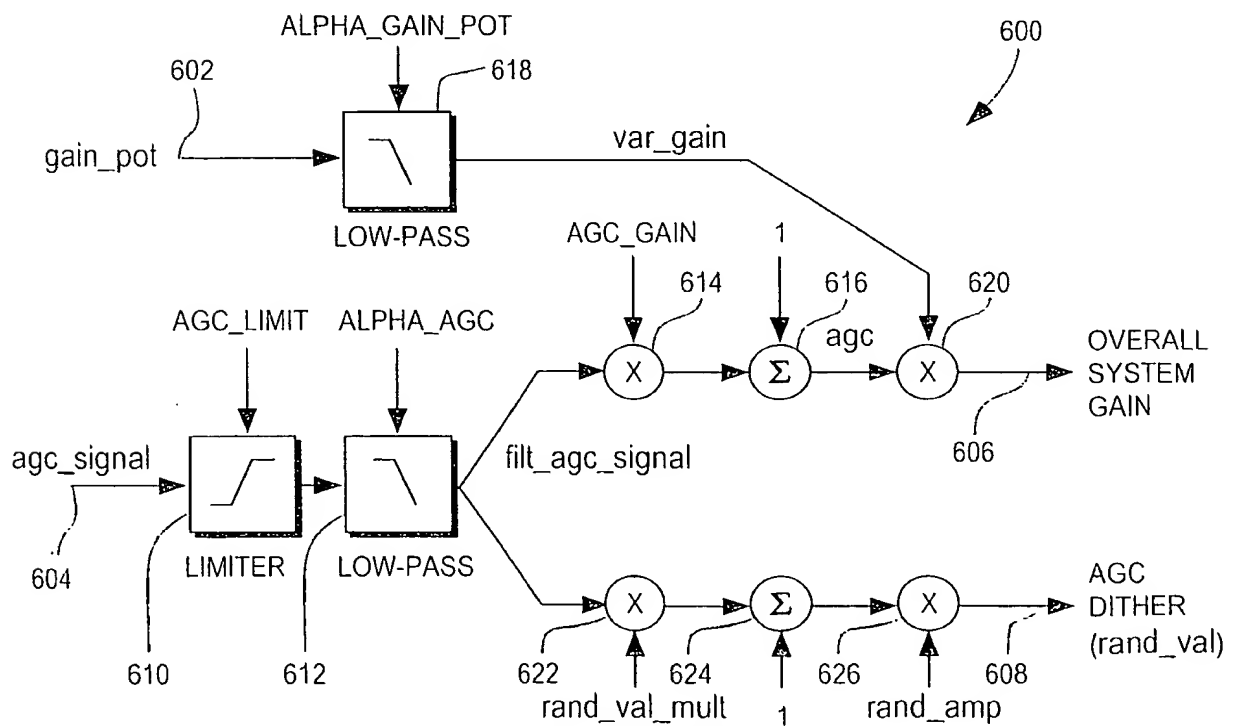 ALPHA_GAIN_POT
600
602
618
gain_pot
var_gain
LOW-PASS
AGC_GAIN
1
614
616
620
AGC_LIMIT
ALPHA_AGC
agc
X
Σ
X
OVERALL
SYSTEM
GAIN
agc_signal
filt_agc_signal
606
604
LIMITER
LOW-PASS
X
Σ
X
AGC
DITHER
(rand_val)
610
612
622
624
626
608
rand_val_mult
1
rand_amp